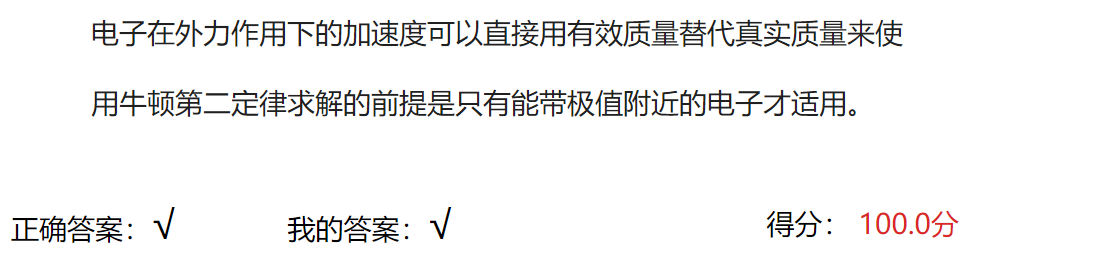 电子在外力作用下的加速度可以直接用有效质量替代真实质量来使
用牛顿第二定律求解的前提是只有能带极值附近的电子才适用。
正确答案：√ 我的答案：√ 得分： 100.0分